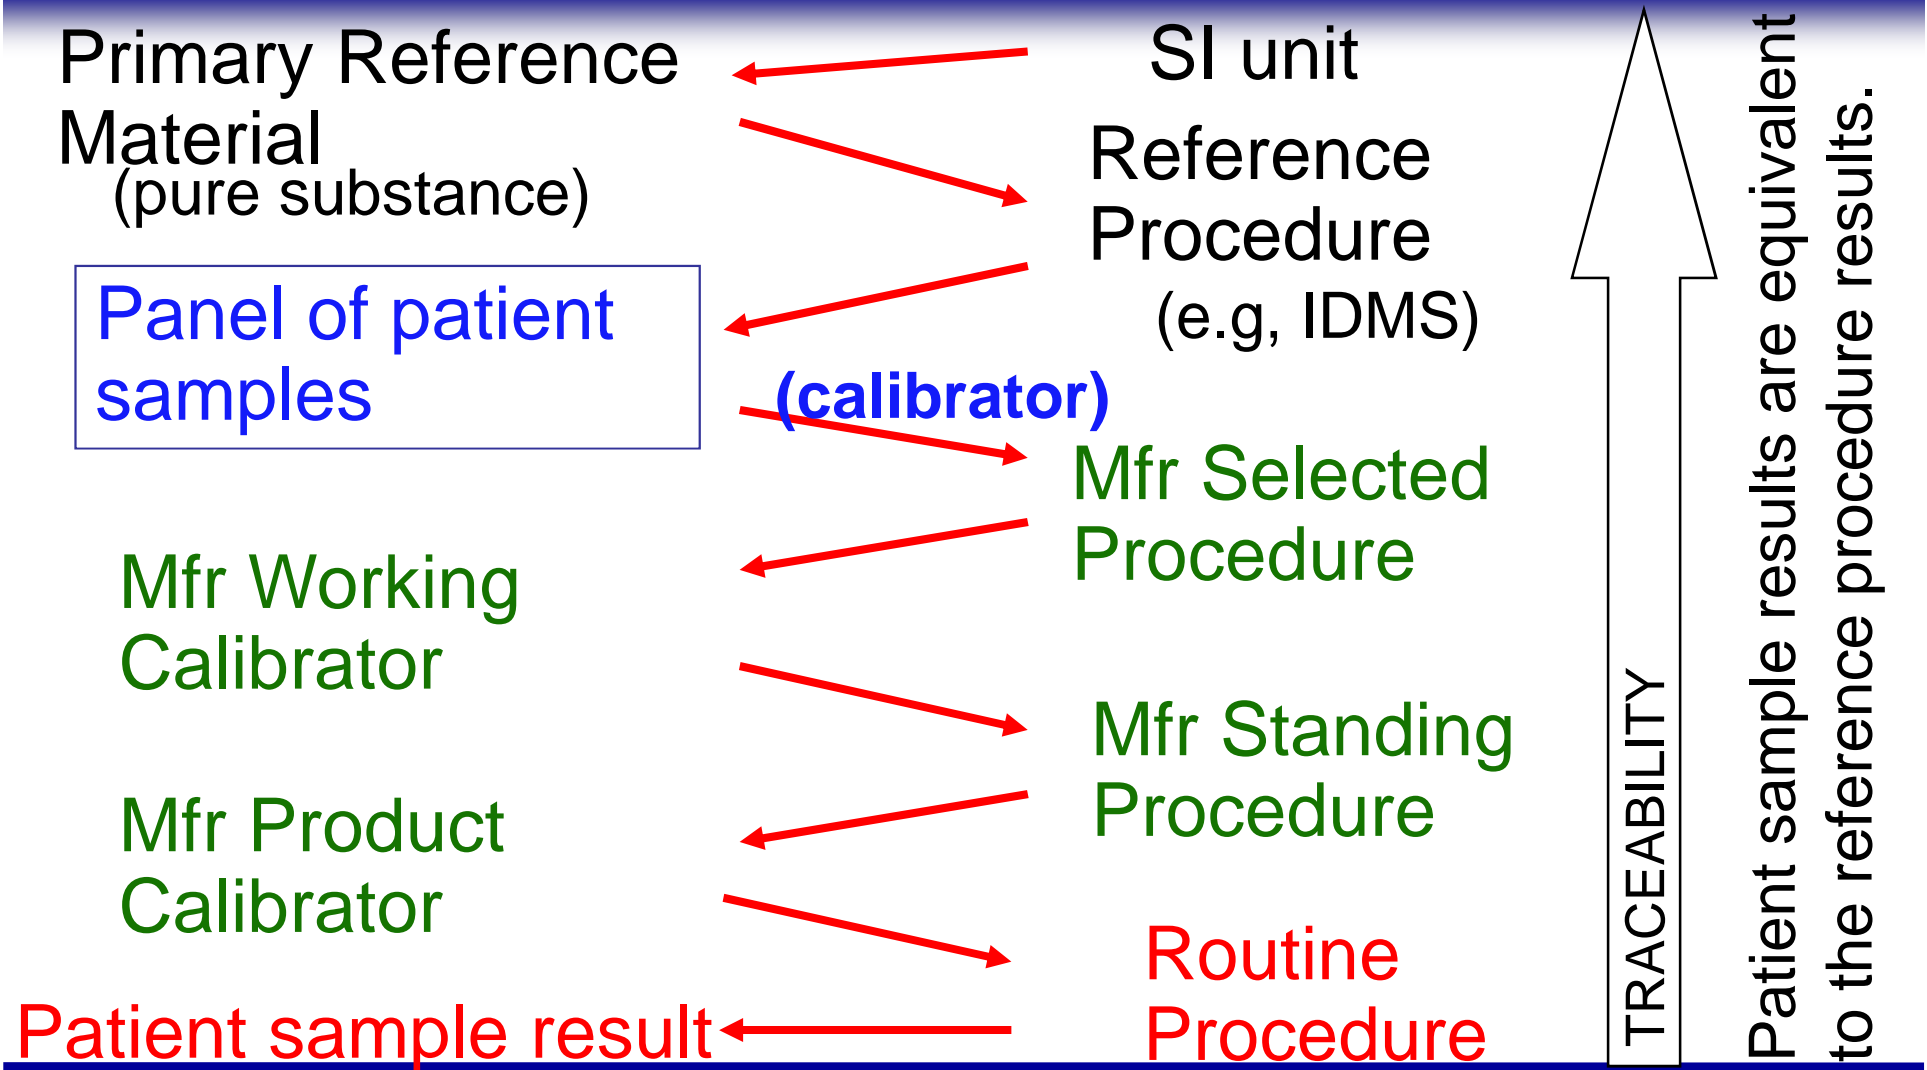 Primary Reference
Material
(pure substance)
SI unit
Reference
Procedure
(e.g, IDMS)
Panel of patient
samples
(calibrator)
Mfr Selected
Procedure
Mfr Working
Calibrator
Mfr Standing
Procedure
Mfr Product
Calibrator
Routine
Procedure
Patient sample result
TRACEABILITY
Patient sample results are equivalent
to the reference procedure results.